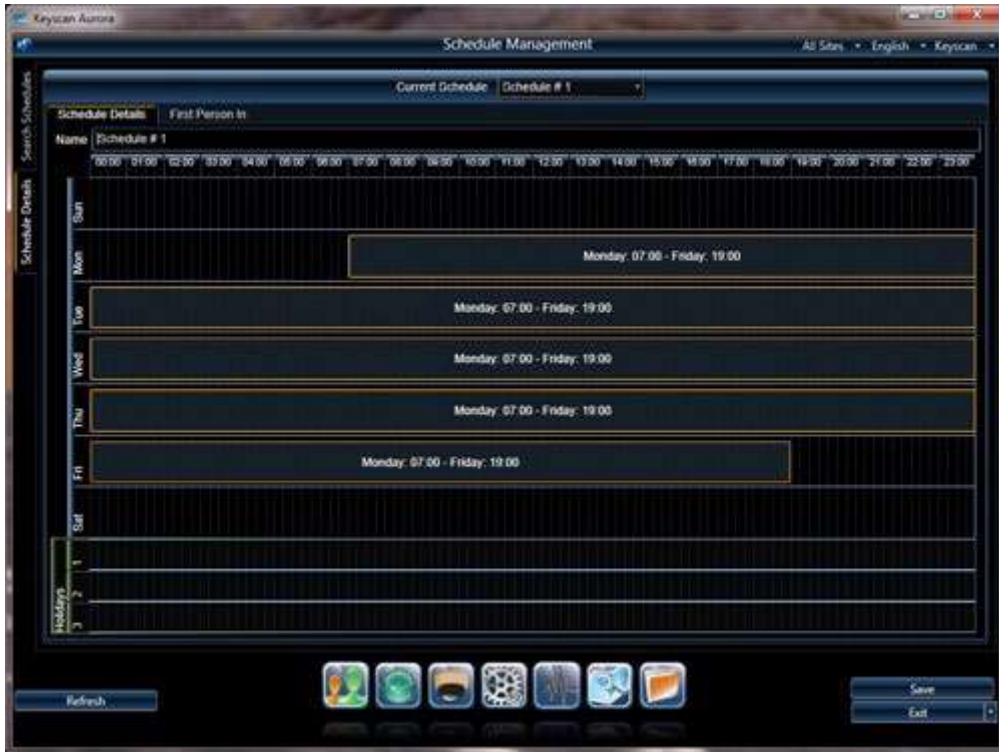 Keyscan Aurora
Schedule Management
All Sites English Keyscan
Search Schedules
Schedule Details
Current Schedule Schedule # 1
Schedule Details First Person In
Name Schedule # 1
00:00 01:00 02:00 03:00 04:00 05:00 06:00 07:00 08:00 09:00 10:00 11:00 12:00 13:00 14:00 15:00 16:00 17:00 18:00 19:00 20:00 21:00 22:00 23:00
Sun
Mon Monday: 07:00 - Friday: 19:00
Tue Monday: 07:00 - Friday: 19:00
Wed Monday: 07:00 - Friday: 19:00
Thu Monday: 07:00 - Friday: 19:00
Fri Monday: 07:00 - Friday: 19:00
Sat
Holidays
1
2
3
Refresh
Save
Exit